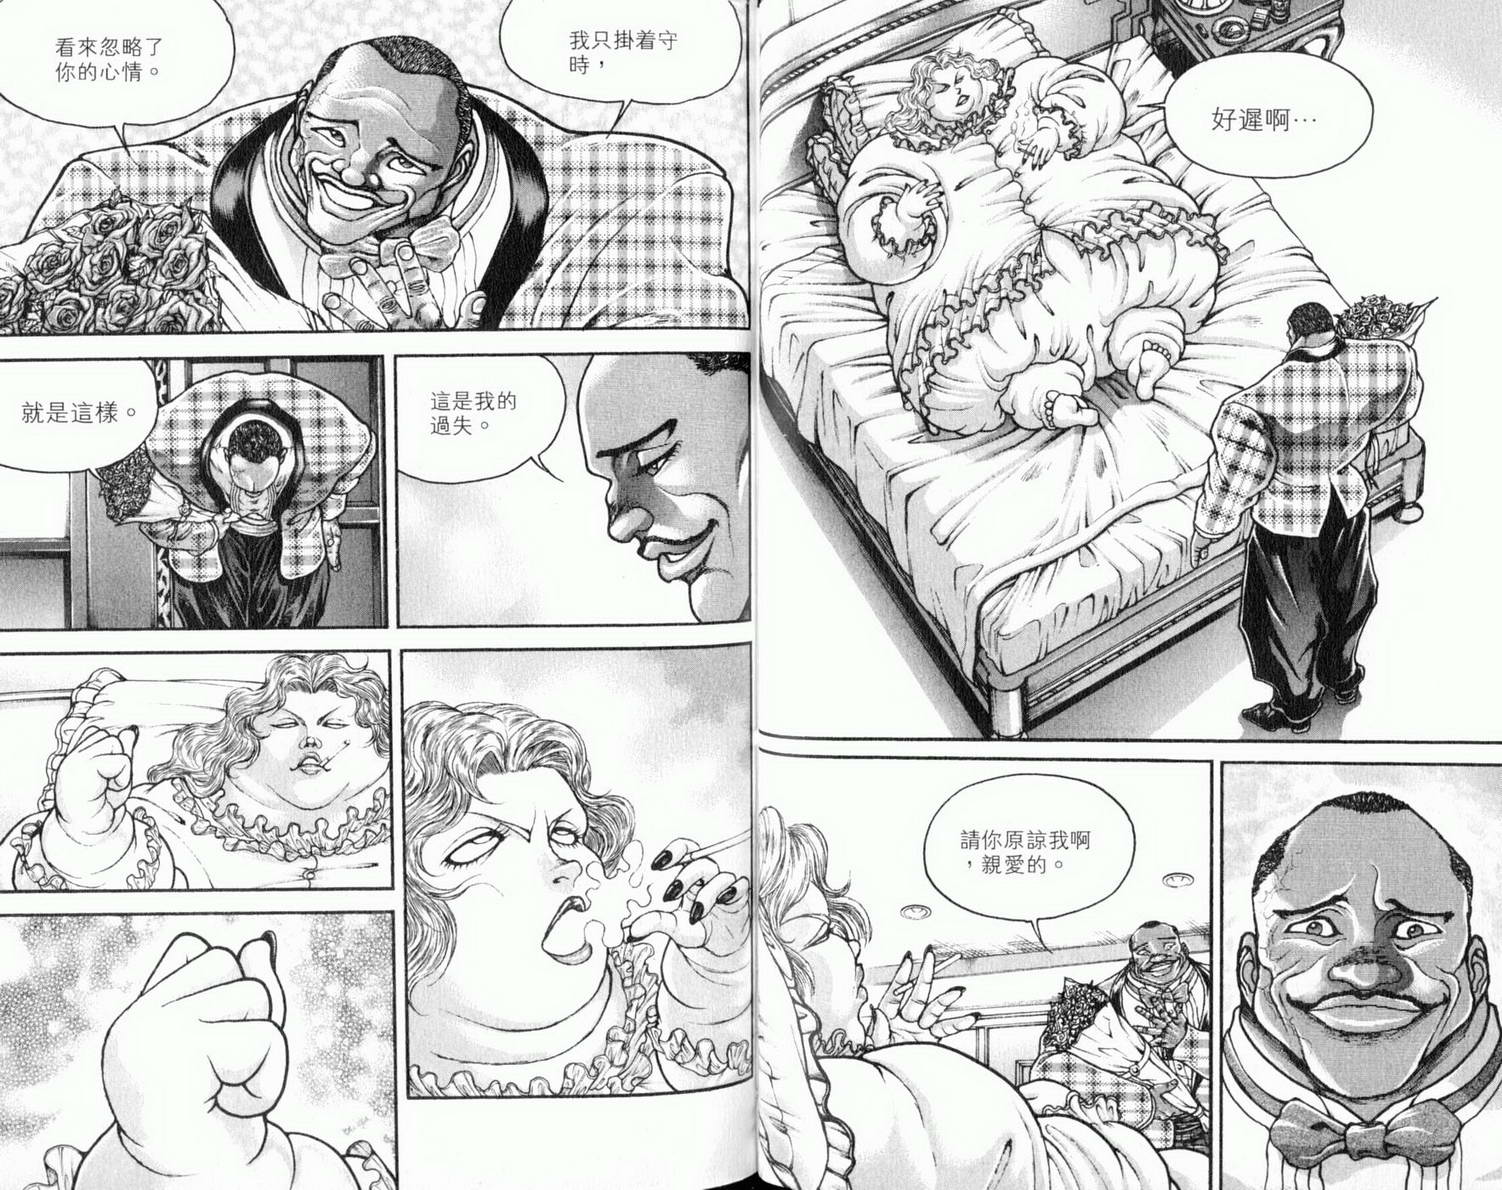 好遲啊…
請你原諒我啊
，親愛的。
我只掛着守
時，
看來忽略了
你的心情。
這是我的
過失。
就是這樣。